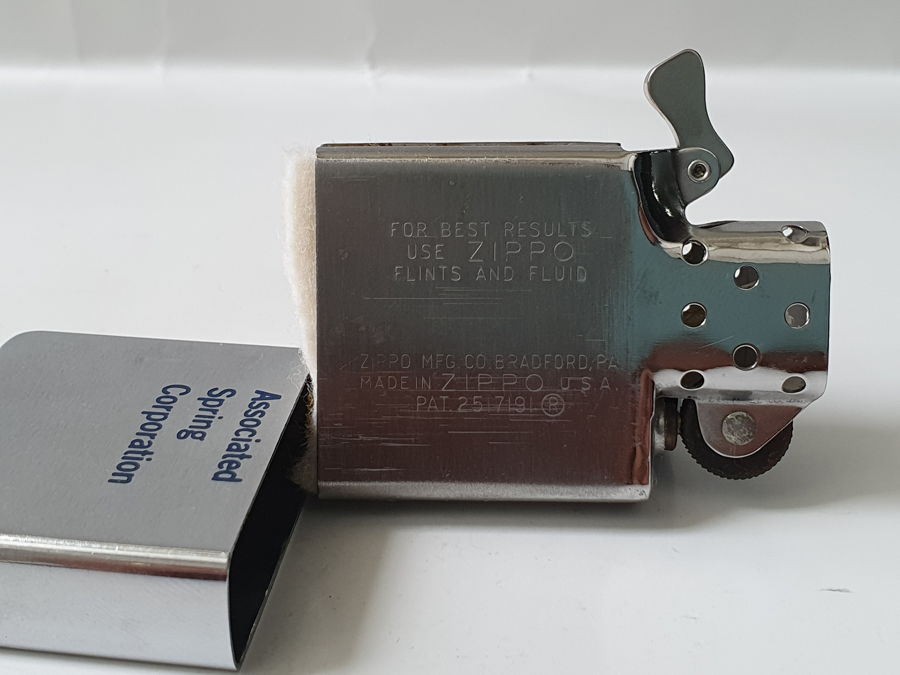 FOR BEST RESULTS
USE ZIPPO
FLINTS AND FLUID
ZIPPO MFG. CO. BRADFORD, PA.
MADE IN ZIPPO U.S.A.
PAT. 2517191 ®
Associated
Spring
Corporation